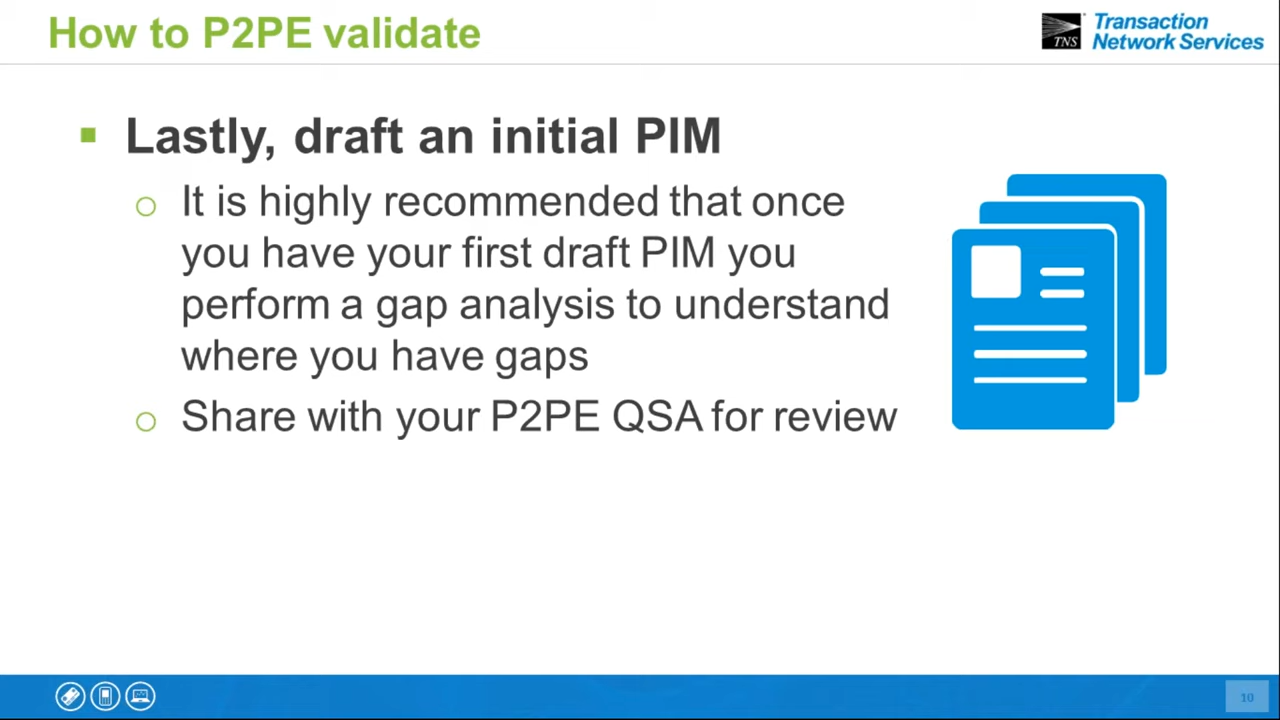 How to P2PE validate
TNS
Transaction
Network Services
Lastly, draft an initial PIM
It is highly recommended that once
you have your first draft PIM you
perform a gap analysis to understand
where you have gaps
Share with your P2PE QSA for review
10